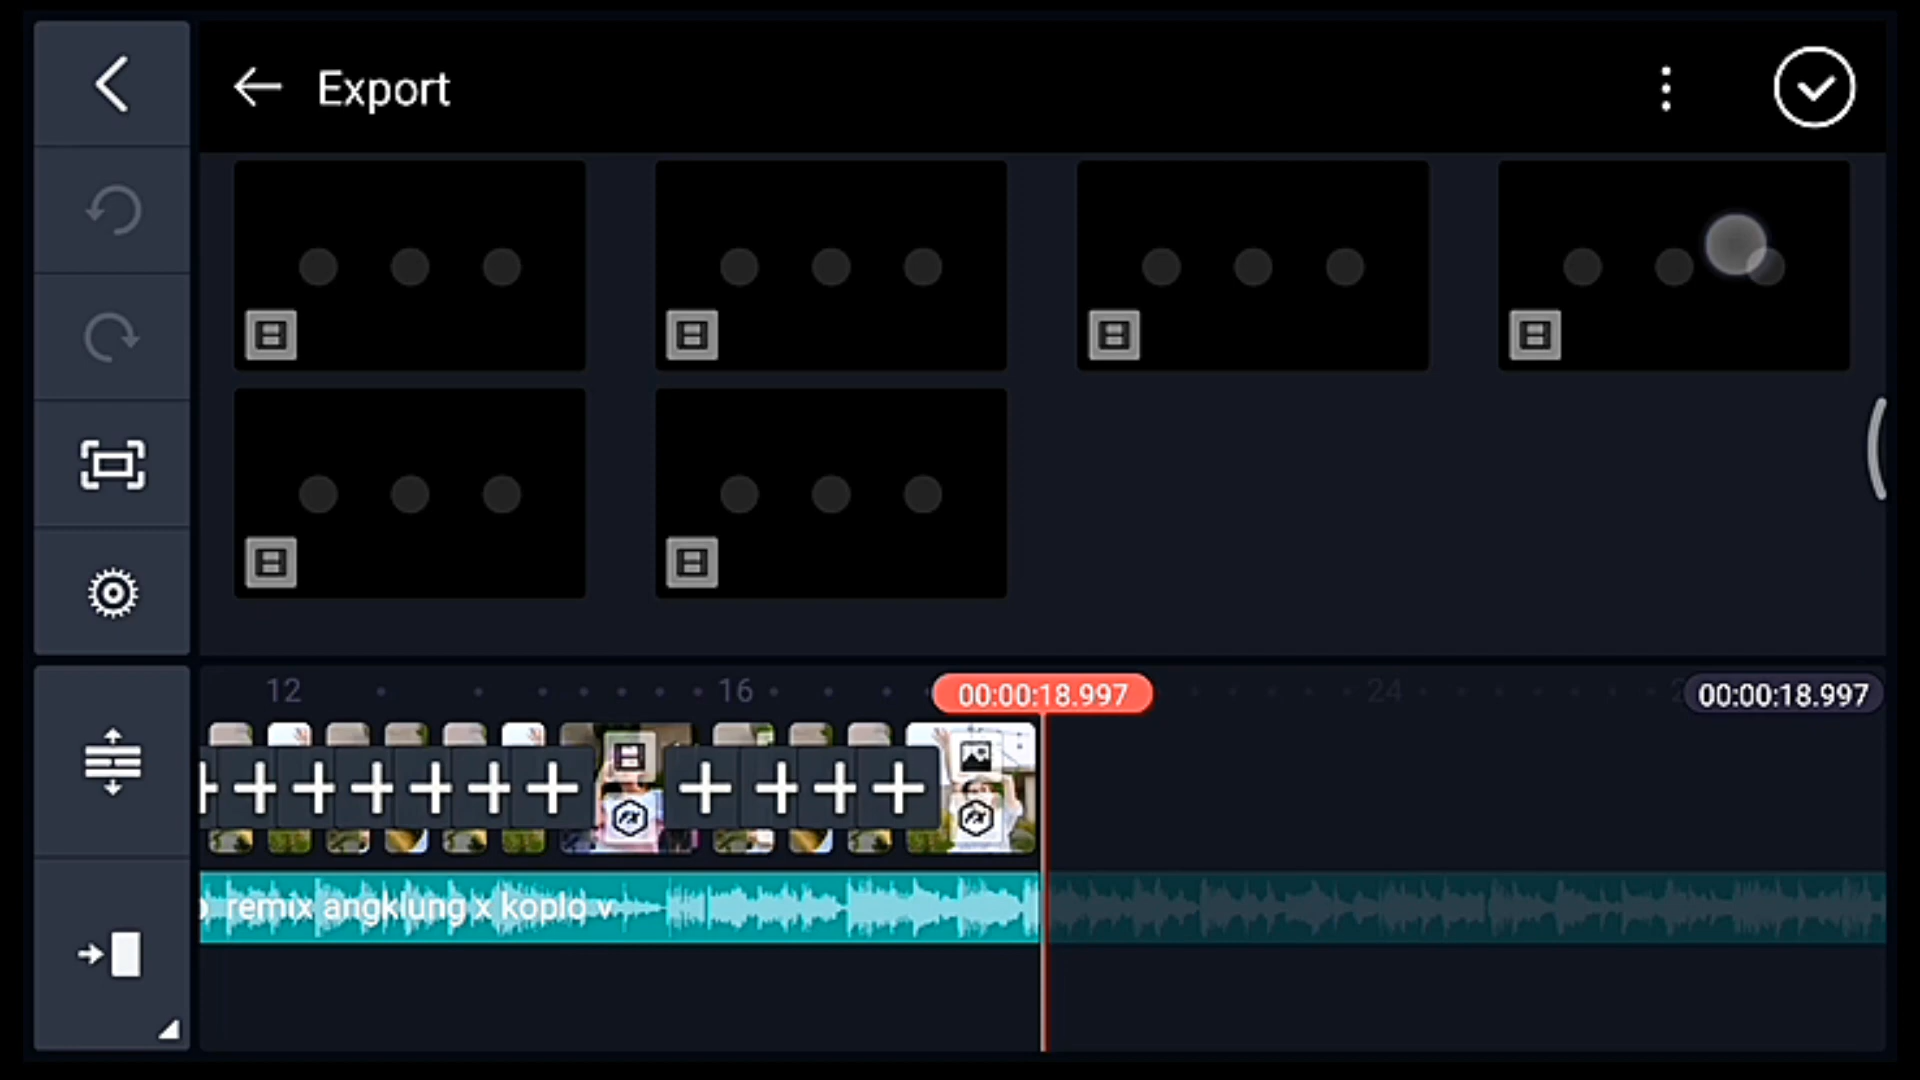 Export
12
16
00:00:18.997
24
00:00:18.997
remix angklung x koplo v